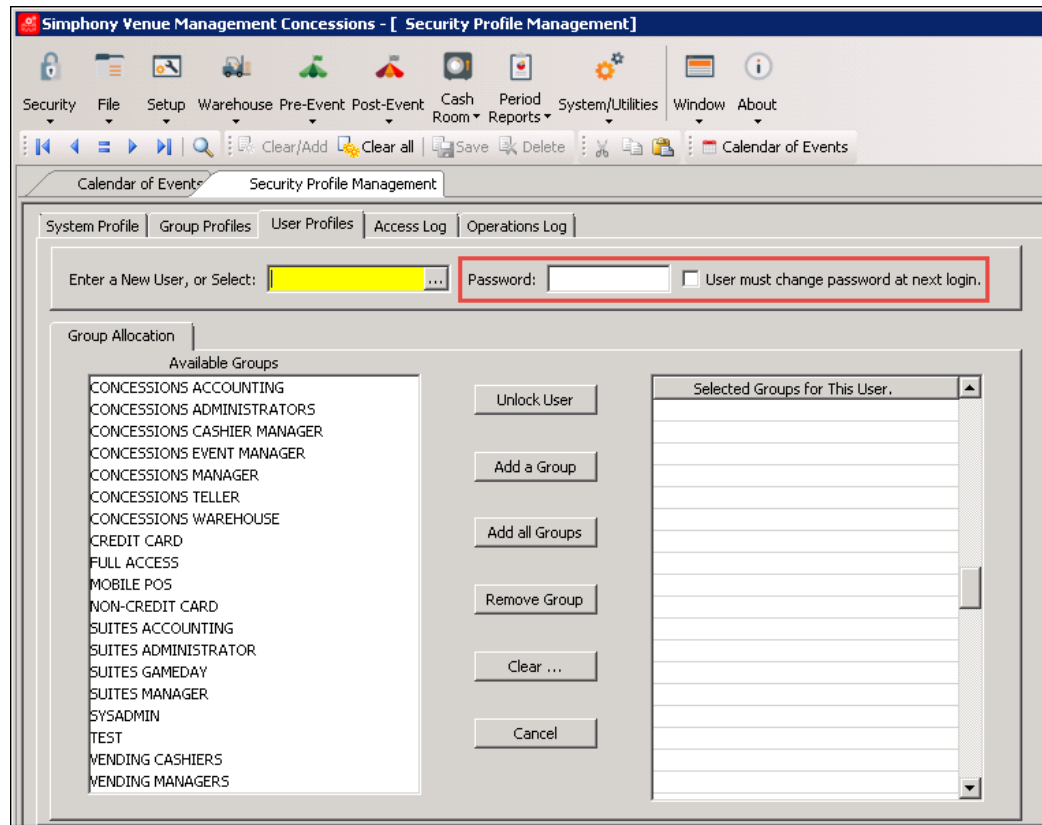 Simphony Venue Management Concessions - [ Security Profile Management]
Security File Setup Warehouse Pre-Event Post-Event Cash Room Period Reports System/Utilities Window About
Clear/Add Clear all Save Delete Calendar of Events
Calendar of Events Security Profile Management
System Profile Group Profiles User Profiles Access Log Operations Log
Enter a New User, or Select: ... Password: User must change password at next login.
Group Allocation
Available Groups
CONCESSIONS ACCOUNTING
CONCESSIONS ADMINISTRATORS
CONCESSIONS CASHIER MANAGER
CONCESSIONS EVENT MANAGER
CONCESSIONS MANAGER
CONCESSIONS TELLER
CONCESSIONS WAREHOUSE
CREDIT CARD
FULL ACCESS
MOBILE POS
NON-CREDIT CARD
SUITES ACCOUNTING
SUITES ADMINISTRATOR
SUITES GAMEDAY
SUITES MANAGER
SYSADMIN
TEST
VENDING CASHIERS
VENDING MANAGERS
Unlock User
Add a Group
Add all Groups
Remove Group
Clear ...
Cancel
Selected Groups for This User.